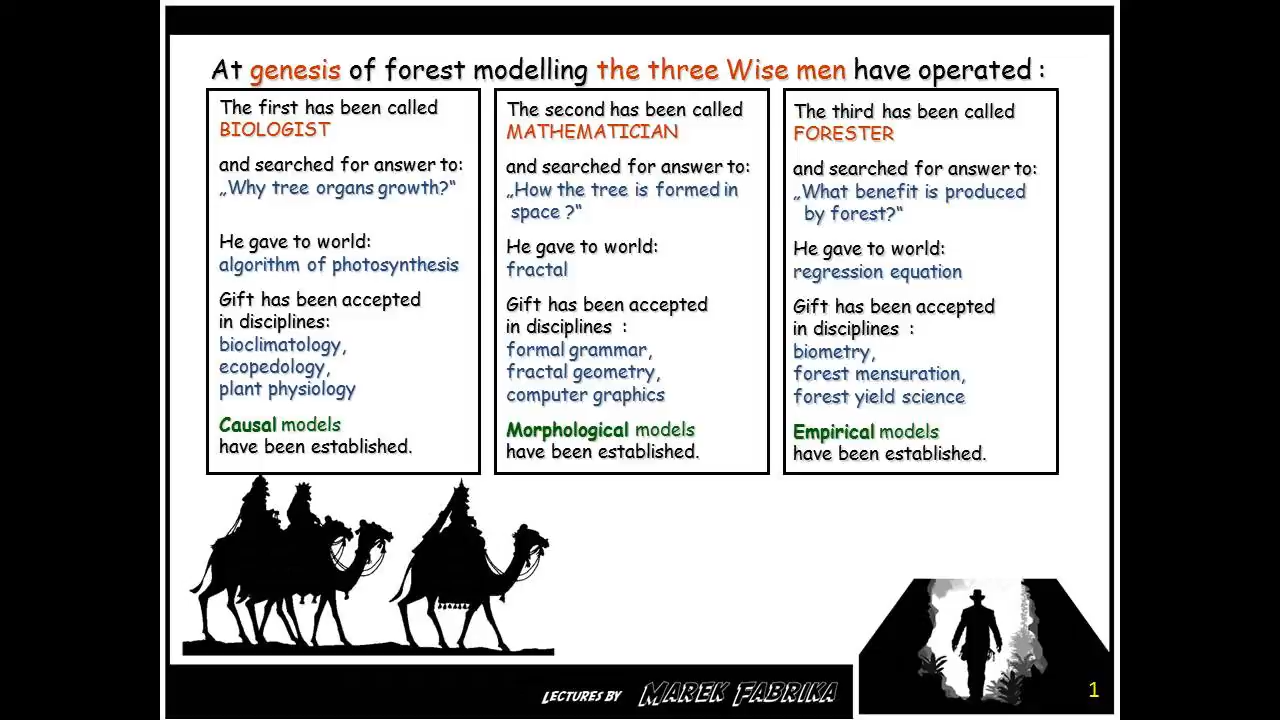 At genesis of forest modelling the three Wise men have operated :
The first has been called
BIOLOGIST
and searched for answer to:
„Why tree organs growth?“
He gave to world:
algorithm of photosynthesis
Gift has been accepted
in disciplines:
bioclimatology,
ecopedology,
plant physiology
Causal models
have been established.
The second has been called
MATHEMATICIAN
and searched for answer to:
„How the tree is formed in
space ?“
He gave to world:
fractal
Gift has been accepted
in disciplines :
formal grammar,
fractal geometry,
computer graphics
Morphological models
have been established.
The third has been called
FORESTER
and searched for answer to:
„What benefit is produced
by forest?“
He gave to world:
regression equation
Gift has been accepted
in disciplines :
biometry,
forest mensuration,
forest yield science
Empirical models
have been established.
LECTURES BY MAREK FABRIKA
1